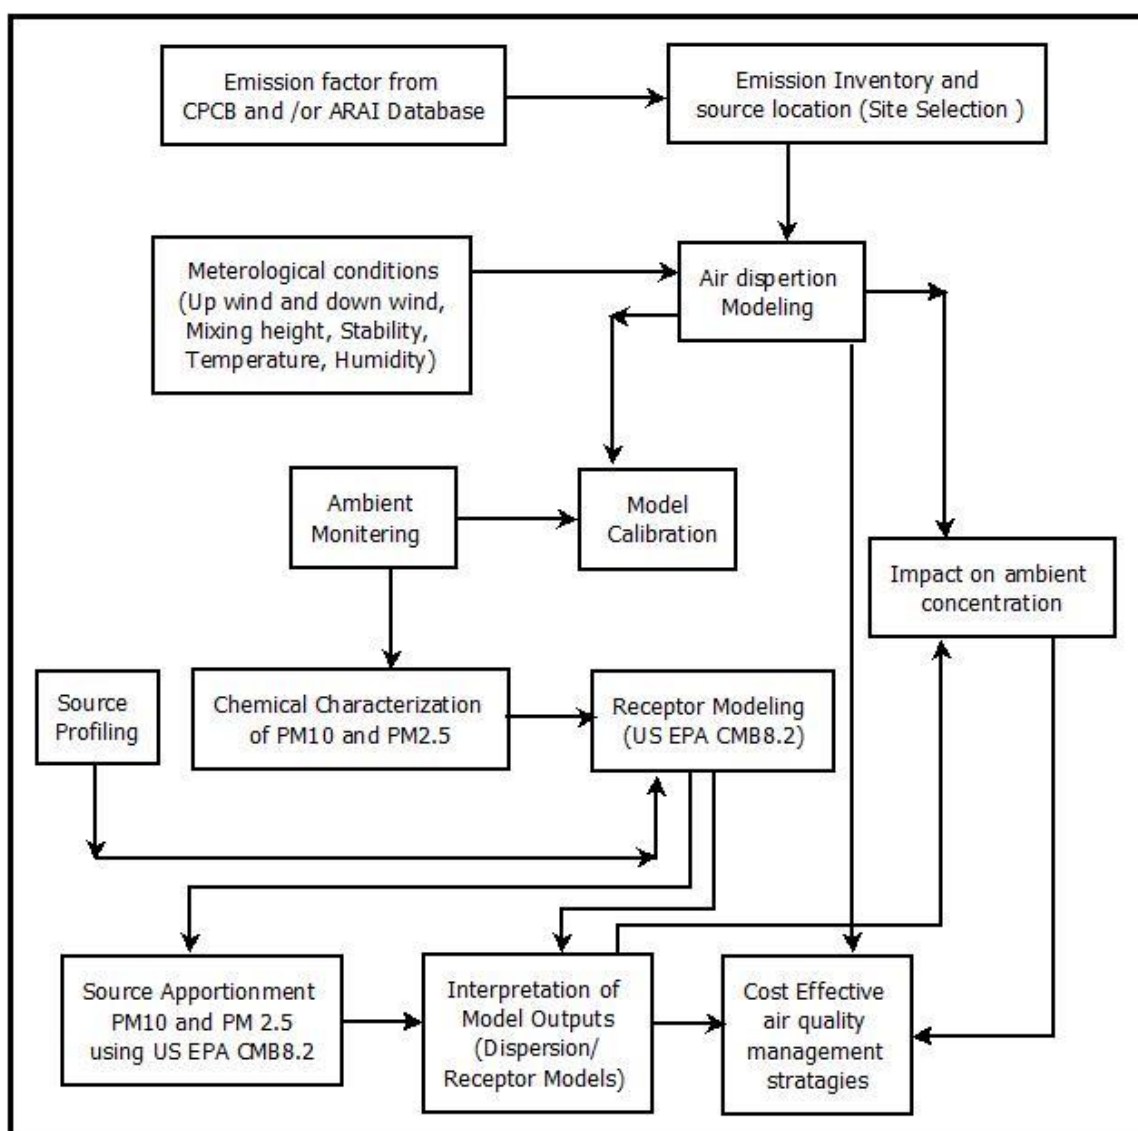 Emission factor from
CPCB and /or ARAI Database
Emission Inventory and
source location (Site Selection )
Meterological conditions
(Up wind and down wind,
Mixing height, Stability,
Temperature, Humidity)
Air dispertion
Modeling
Ambient
Monitering
Model
Calibration
Impact on ambient
concentration
Source
Profiling
Chemical Characterization
of PM10 and PM2.5
Receptor Modeling
(US EPA CMB8.2)
Source Apportionment
PM10 and PM 2.5
using US EPA CMB8.2
Interpretation of
Model Outputs
(Dispersion/
Receptor Models)
Cost Effective
air quality
management
stratagies